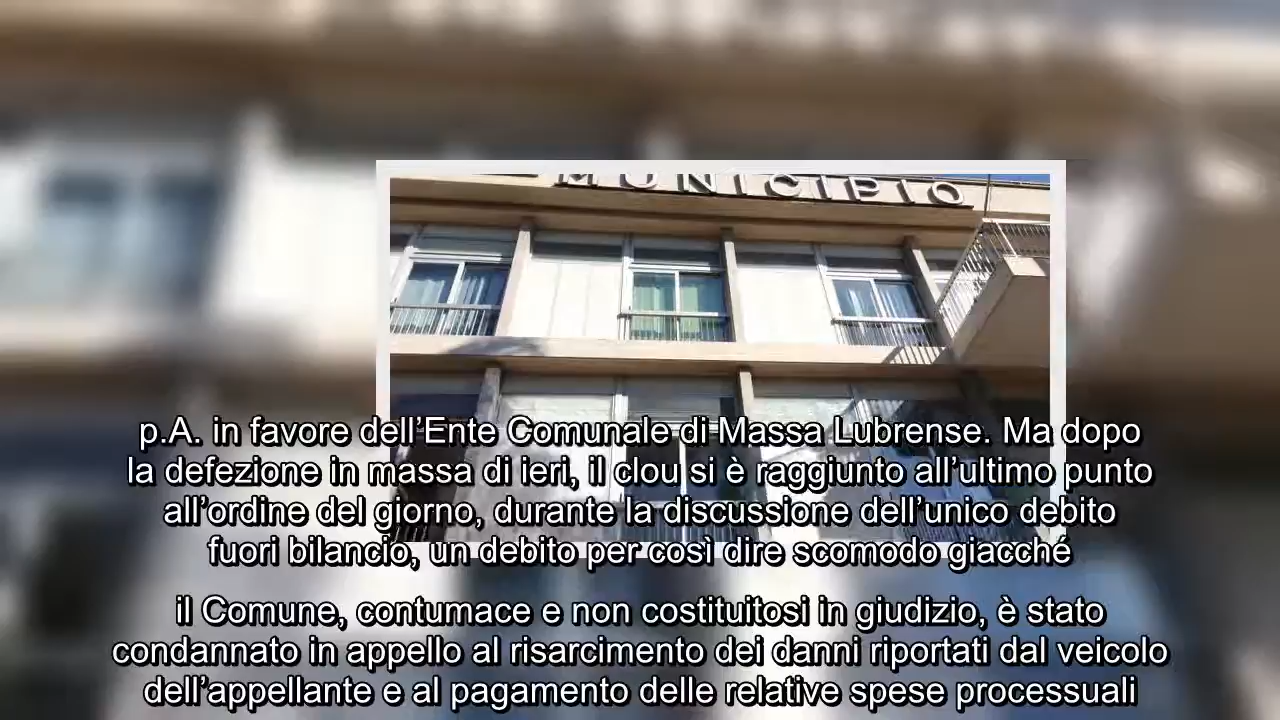 MUNICIPIO
p.A. in favore dell’Ente Comunale di Massa Lubrense. Ma dopo
la defezione in massa di ieri, il clou si è raggiunto all’ultimo punto
all’ordine del giorno, durante la discussione dell’unico debito
fuori bilancio, un debito per così dire scomodo giacché
il Comune, contumace e non costituitosi in giudizio, è stato
condannato in appello al risarcimento dei danni riportati dal veicolo
dell’appellante e al pagamento delle relative spese processuali